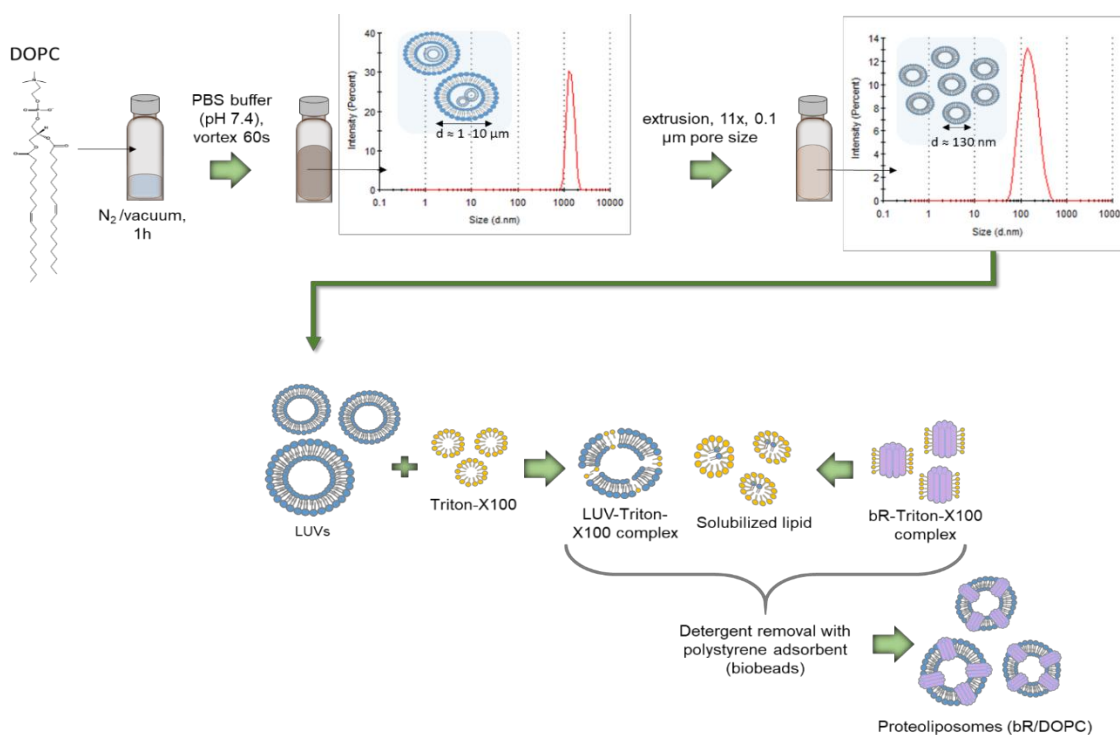 DOPC
N2/vacuum,
1h
PBS buffer
(pH 7.4),
vortex 60s
Intensity (Percent)
40
30
20
10
0
0.1 1 10 100 1000 10000
Size (d.nm)
d ≈ 1 -10 µm
extrusion, 11x, 0.1
µm pore size
Intensity (Percent)
14
12
10
8
6
4
2
0
0.1 1 10 100 1000 1000
Size (d.nm)
d ≈ 130 nm
LUVs
Triton-X100
LUV-Triton-
X100 complex
Solubilized lipid
bR-Triton-X100
complex
Detergent removal with
polystyrene adsorbent
(biobeads)
Proteoliposomes (bR/DOPC)